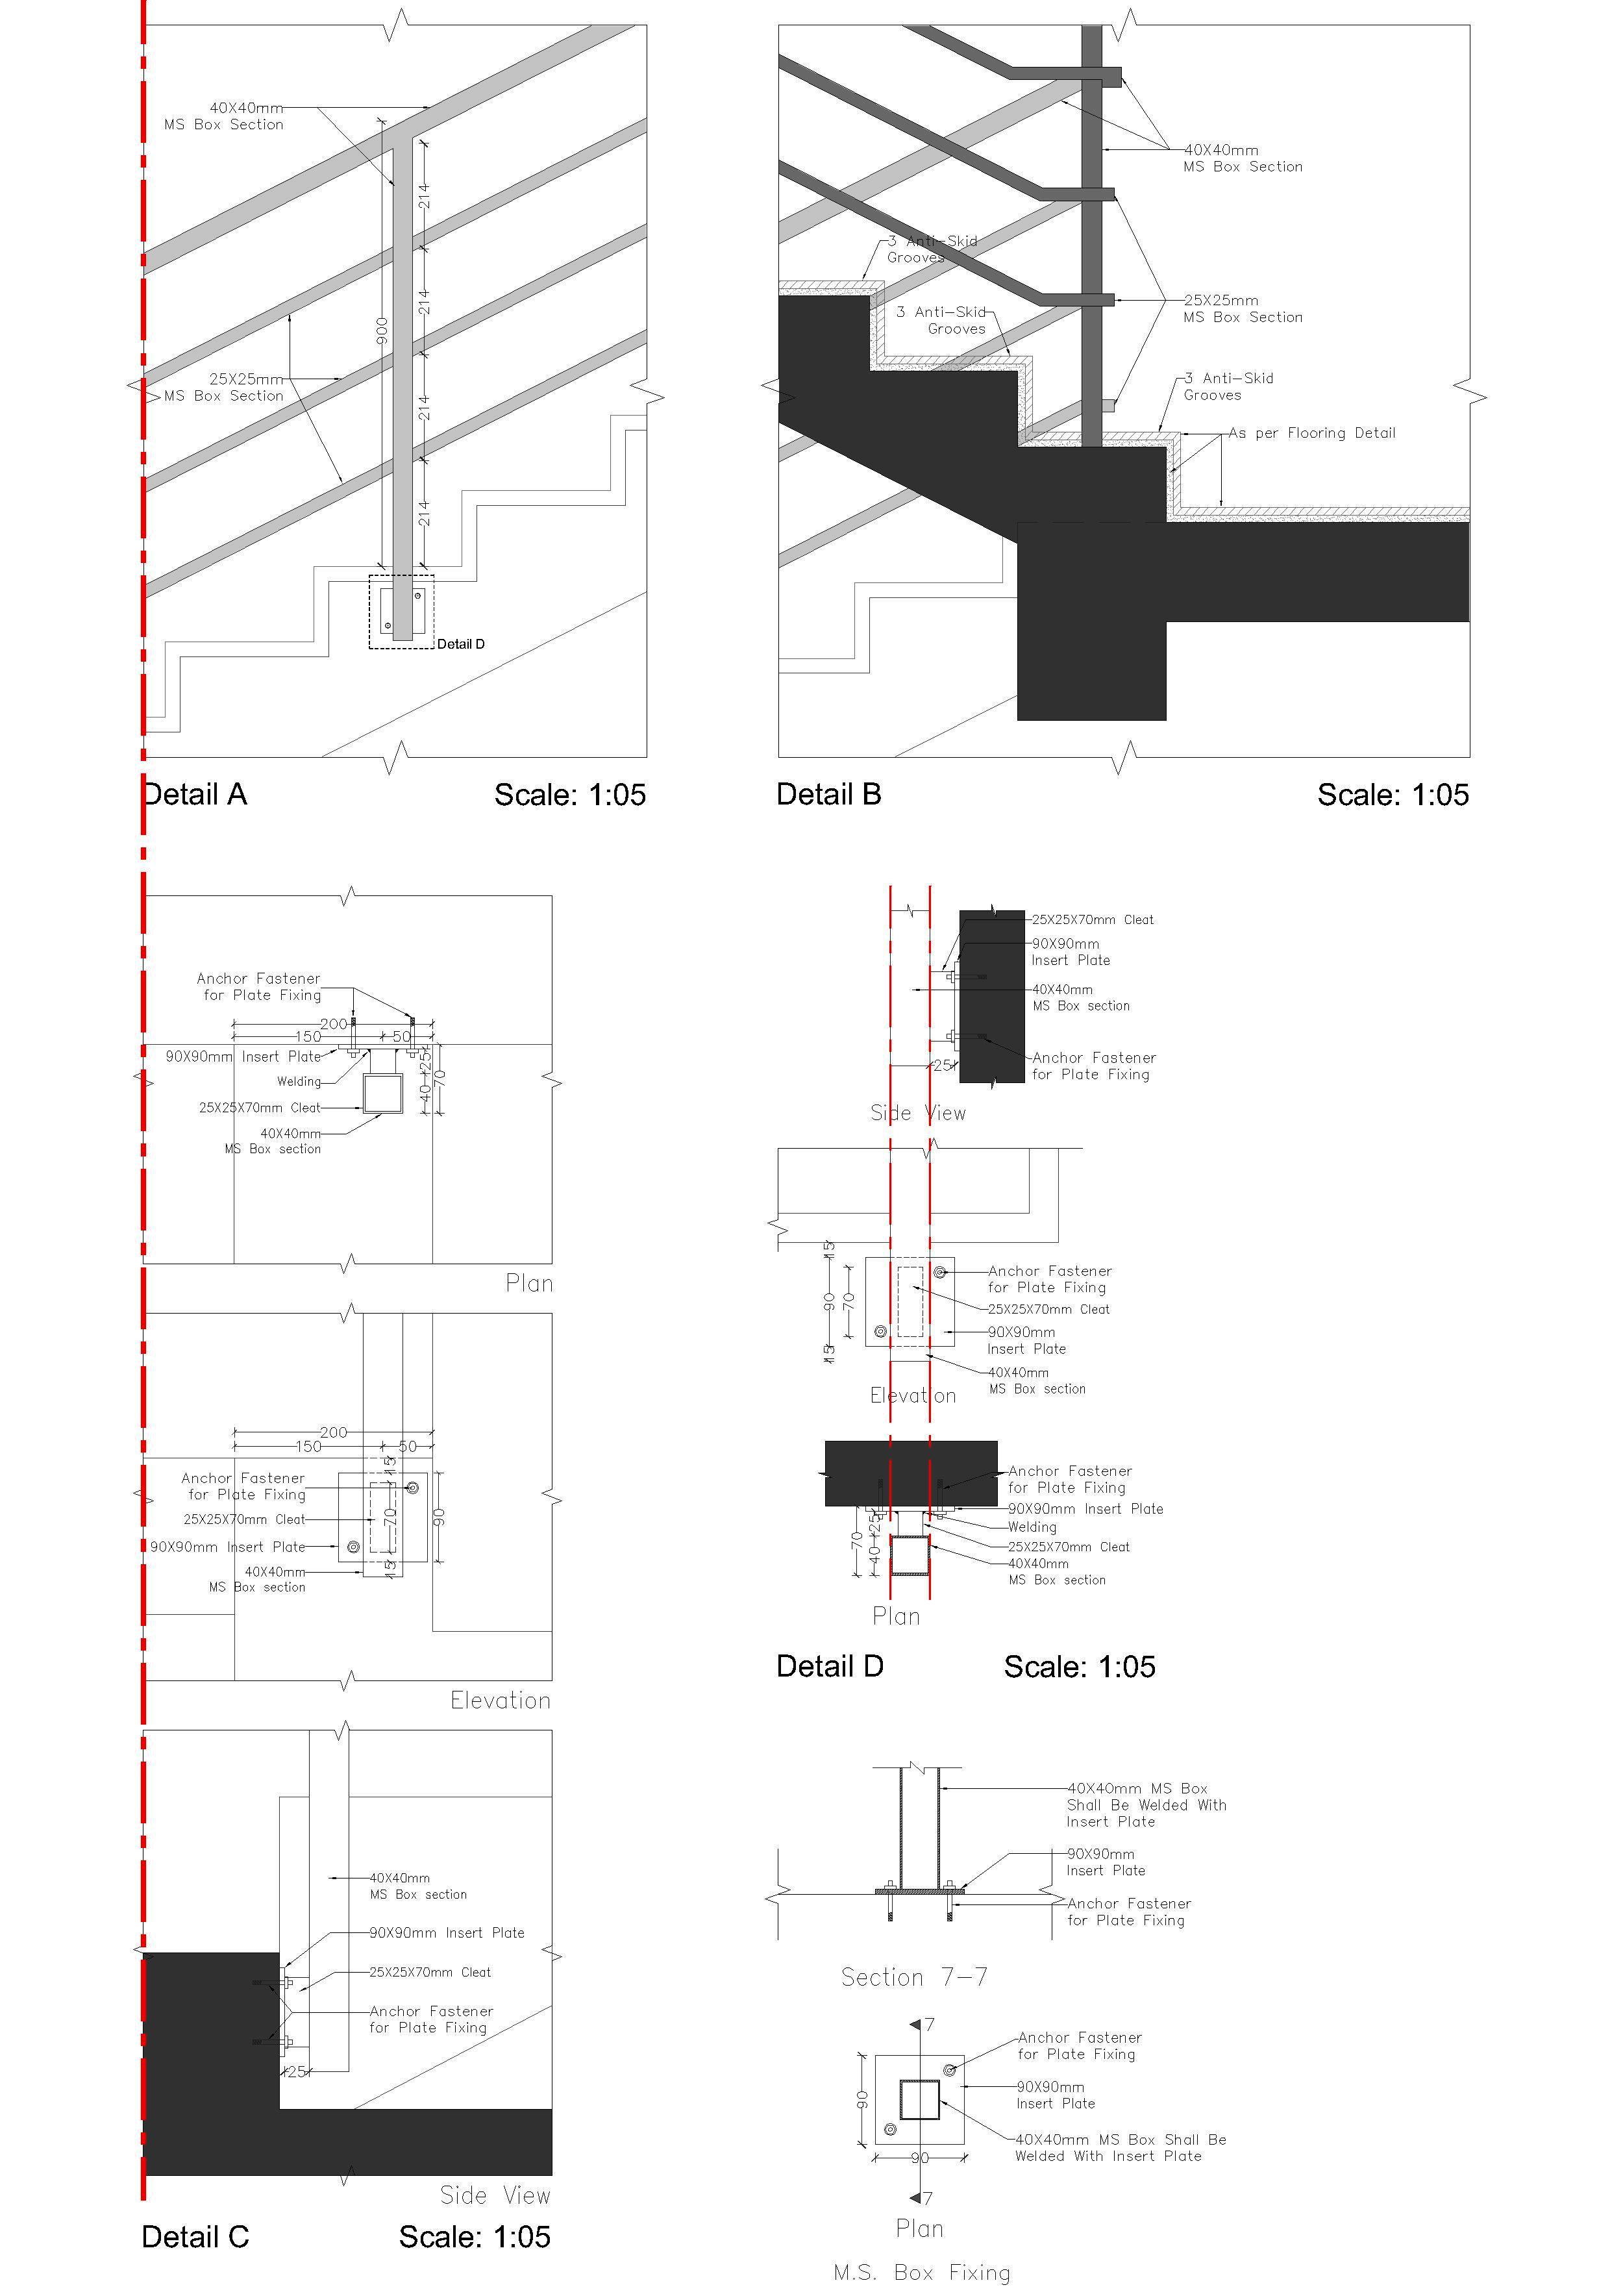 40X40mm
MS Box Section
900
214
214
214
214
25X25mm
MS Box Section
Detail D
Detail A
Scale: 1:05
40X40mm
MS Box Section
3 Anti-Skid
Grooves
25X25mm
MS Box Section
3 Anti-Skid
Grooves
3 Anti-Skid
Grooves
As per Flooring Detail
Detail B
Scale: 1:05
Anchor Fastener
for Plate Fixing
200
150
50
90X90mm Insert Plate
Welding
25
40
70
25X25X70mm Cleat
40X40mm
MS Box section
Plan
200
150
50
15
Anchor Fastener
for Plate Fixing
25X25X70mm Cleat
70
90
90X90mm Insert Plate
15
40X40mm
MS Box section
Elevation
40X40mm
MS Box section
90X90mm Insert Plate
25X25X70mm Cleat
Anchor Fastener
for Plate Fixing
25
Side View
Detail C
Scale: 1:05
25X25X70mm Cleat
90X90mm
Insert Plate
40X40mm
MS Box section
Anchor Fastener
for Plate Fixing
25
Side View
15
90
70
15
Anchor Fastener
for Plate Fixing
25X25X70mm Cleat
90X90mm
Insert Plate
40X40mm
MS Box section
Elevation
Anchor Fastener
for Plate Fixing
90X90mm Insert Plate
Welding
25X25X70mm Cleat
40X40mm
MS Box section
70
25
40
Plan
Detail D
Scale: 1:05
40X40mm MS Box
Shall Be Welded With
Insert Plate
90X90mm
Insert Plate
Anchor Fastener
for Plate Fixing
Section 7-7
7
Anchor Fastener
for Plate Fixing
90X90mm
Insert Plate
90
40X40mm MS Box Shall Be
Welded With Insert Plate
90
7
Plan
M.S. Box Fixing